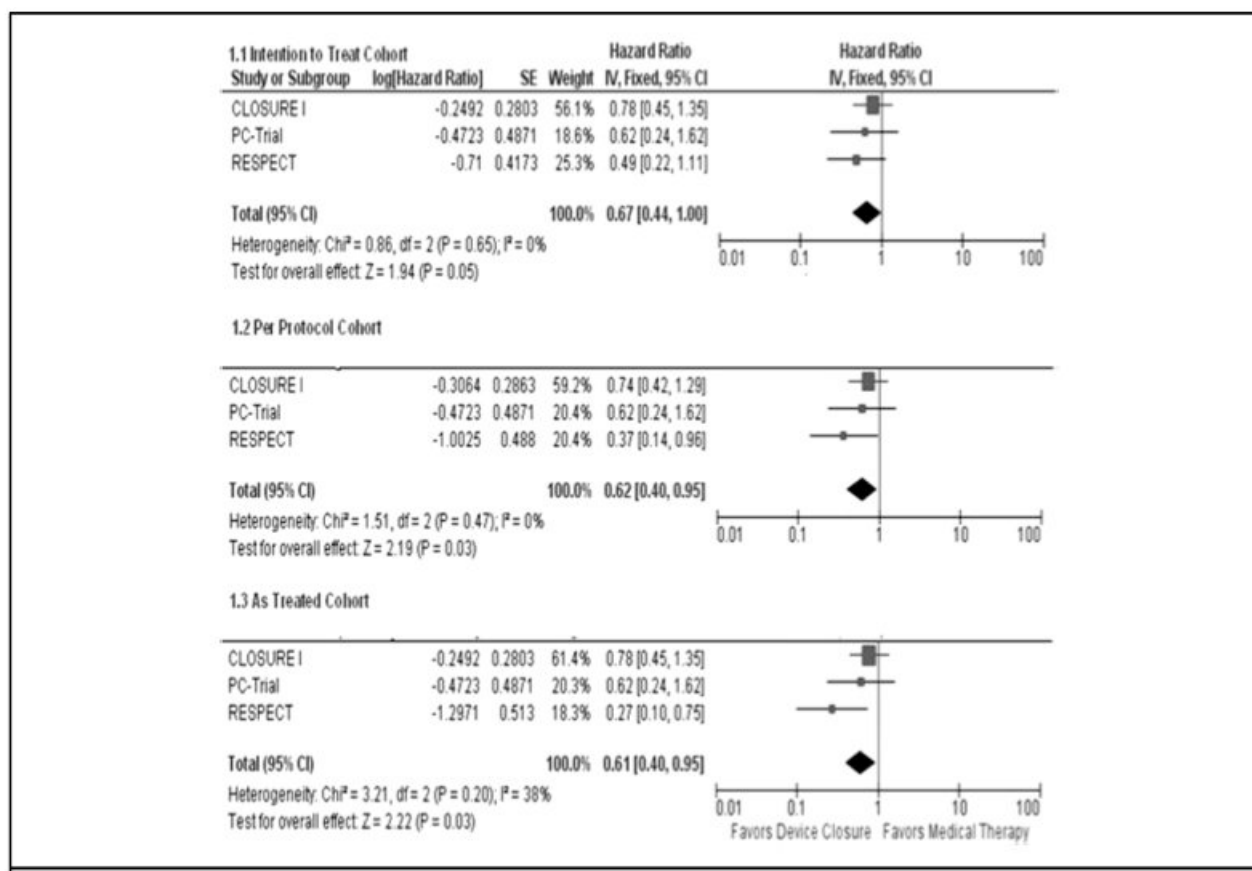 1.1 Intention to Treat Cohort Hazard Ratio Hazard Ratio
Study or Subgroup log[Hazard Ratio] SE Weight IV, Fixed, 95% CI IV, Fixed, 95% CI
CLOSURE I -0.2492 0.2803 56.1% 0.78 [0.45, 1.35]
PC-Trial -0.4723 0.4871 18.6% 0.62 [0.24, 1.62]
RESPECT -0.71 0.4173 25.3% 0.49 [0.22, 1.11]
Total (95% CI) 100.0% 0.67 [0.44, 1.00]
Heterogeneity: Chi² = 0.86, df = 2 (P = 0.65); I² = 0%
Test for overall effect: Z = 1.94 (P = 0.05)
0.01 0.1 1 10 100
1.2 Per Protocol Cohort
CLOSURE I -0.3064 0.2863 59.2% 0.74 [0.42, 1.29]
PC-Trial -0.4723 0.4871 20.4% 0.62 [0.24, 1.62]
RESPECT -1.0025 0.488 20.4% 0.37 [0.14, 0.96]
Total (95% CI) 100.0% 0.62 [0.40, 0.95]
Heterogeneity: Chi² = 1.51, df = 2 (P = 0.47); I² = 0%
Test for overall effect: Z = 2.19 (P = 0.03)
0.01 0.1 1 10 100
1.3 As Treated Cohort
CLOSURE I -0.2492 0.2803 61.4% 0.78 [0.45, 1.35]
PC-Trial -0.4723 0.4871 20.3% 0.62 [0.24, 1.62]
RESPECT -1.2971 0.513 18.3% 0.27 [0.10, 0.75]
Total (95% CI) 100.0% 0.61 [0.40, 0.95]
Heterogeneity: Chi² = 3.21, df = 2 (P = 0.20); I² = 38%
Test for overall effect: Z = 2.22 (P = 0.03)
0.01 0.1 1 10 100
Favors Device Closure Favors Medical Therapy